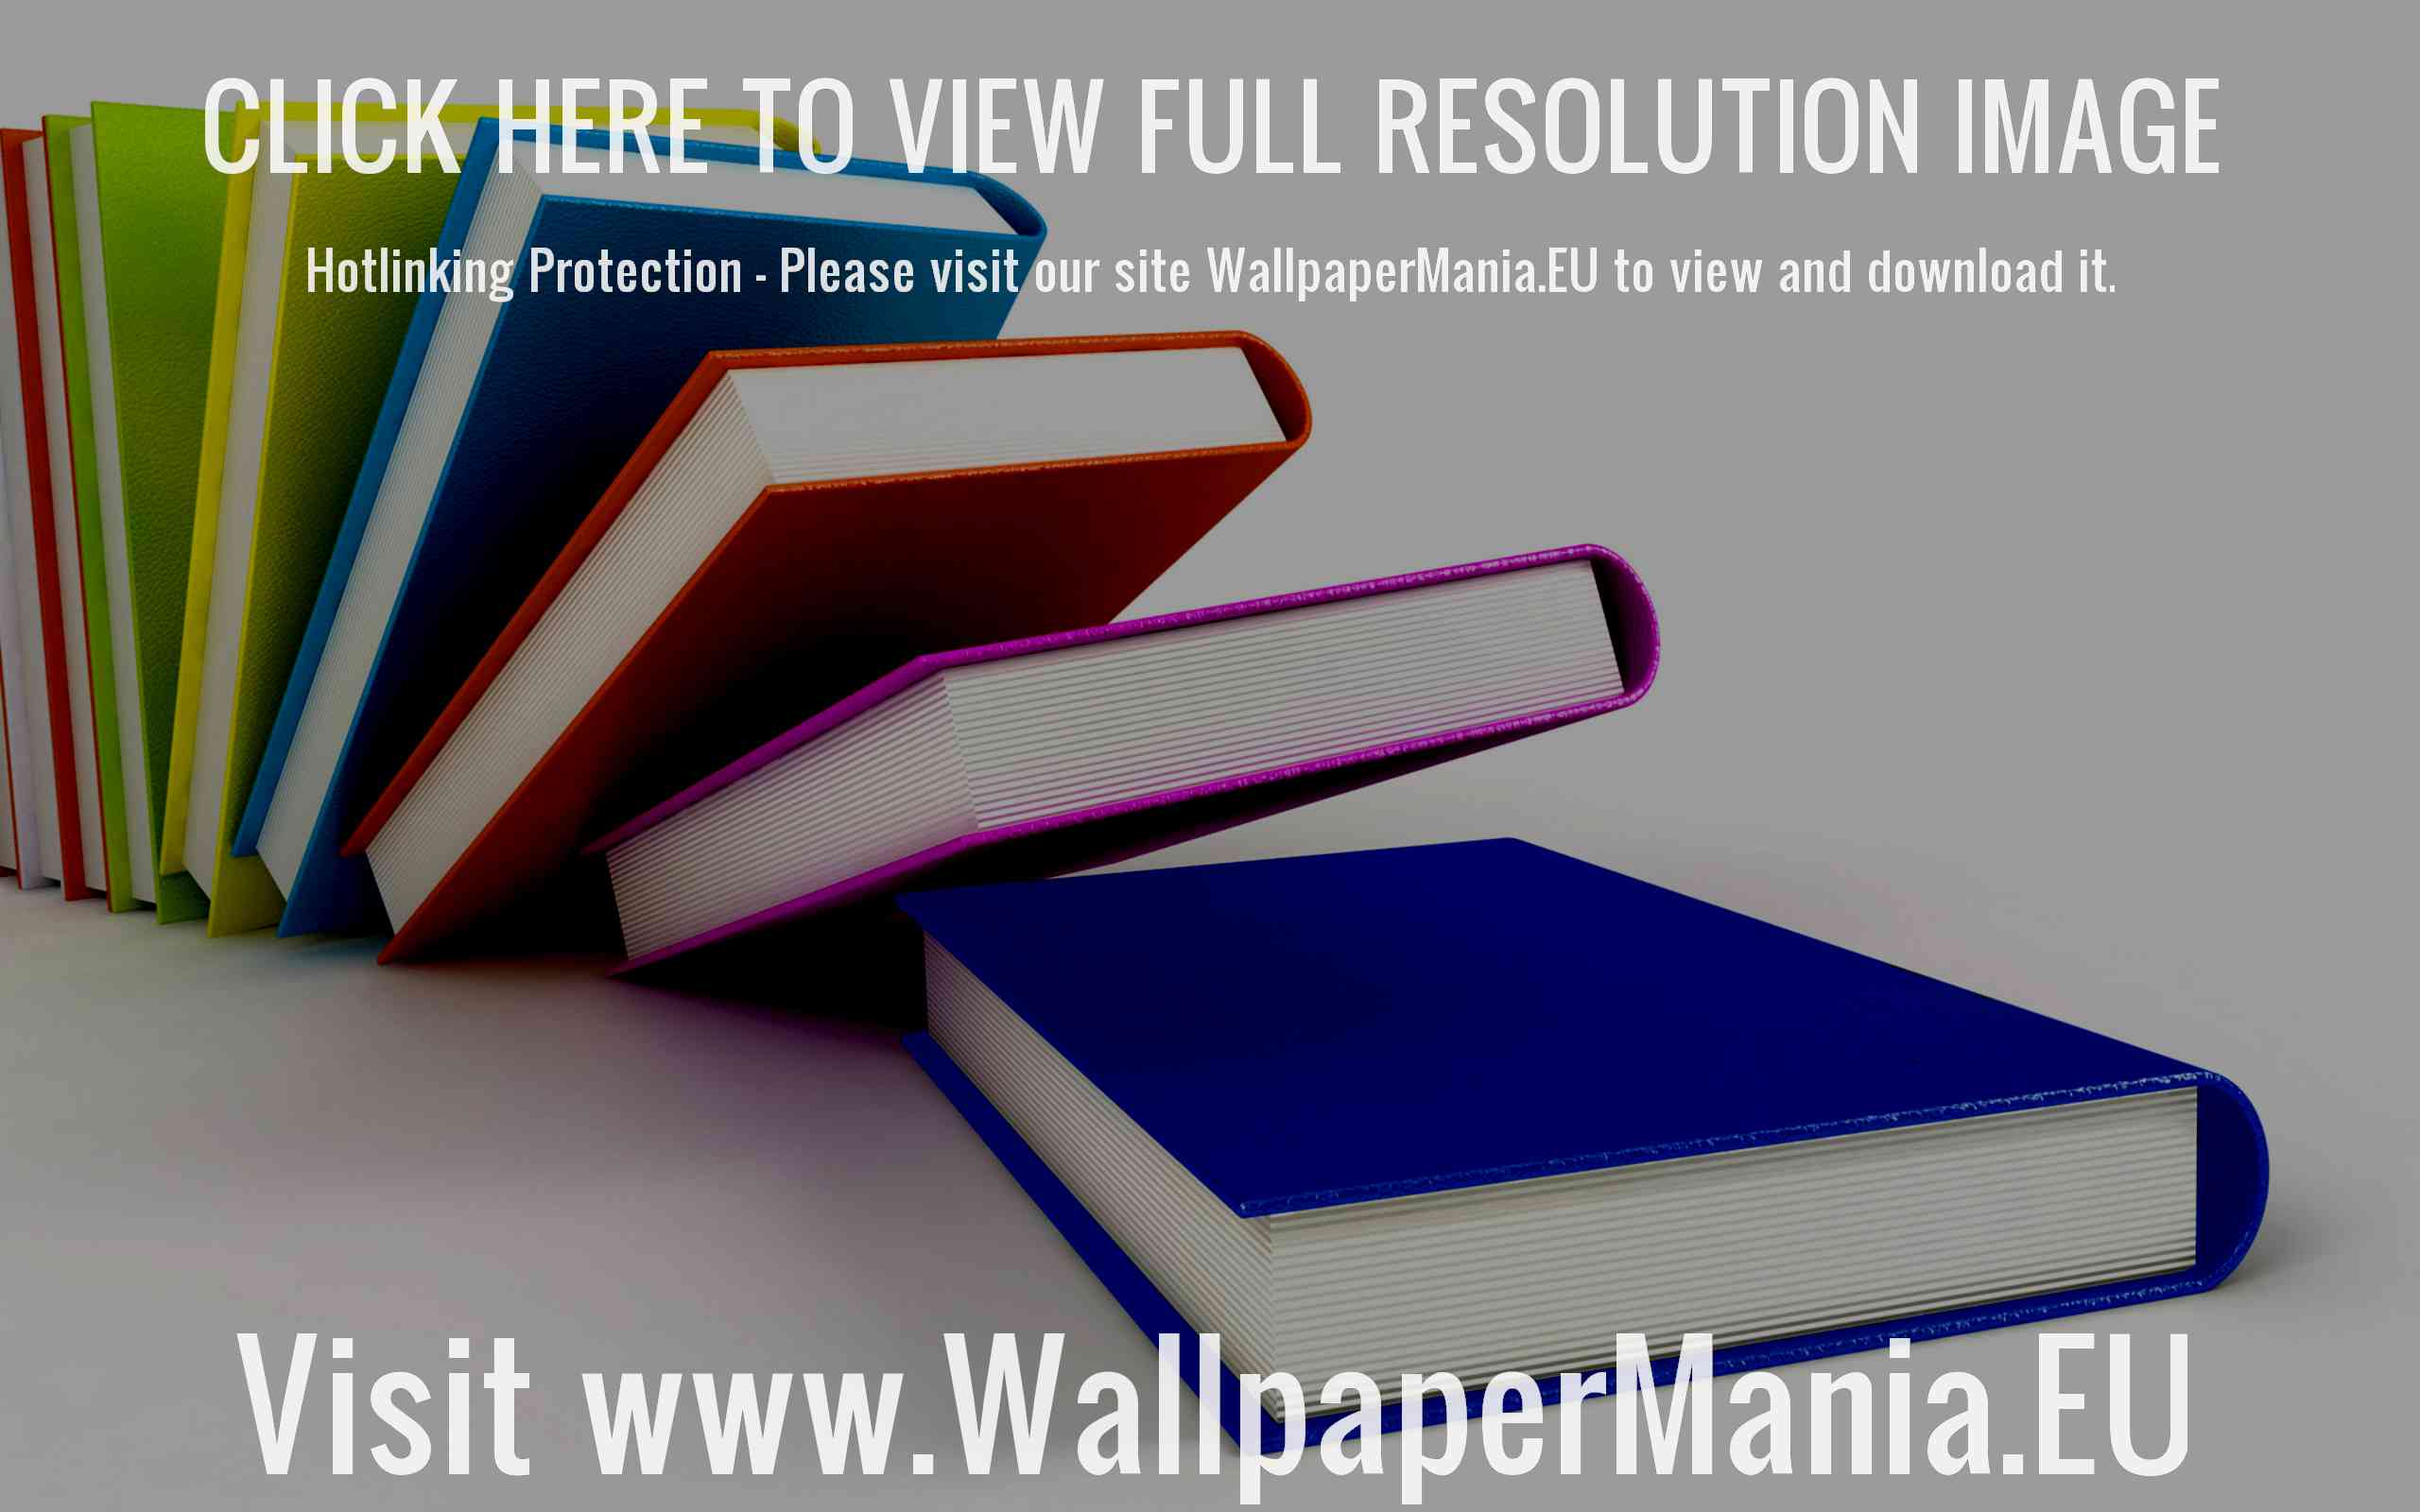 CLICK HERE TO VIEW FULL RESOLUTION IMAGE
Hotlinking Protection - Please visit our site WallpaperMania.EU to view and download it.
Visit www.WallpaperMania.EU